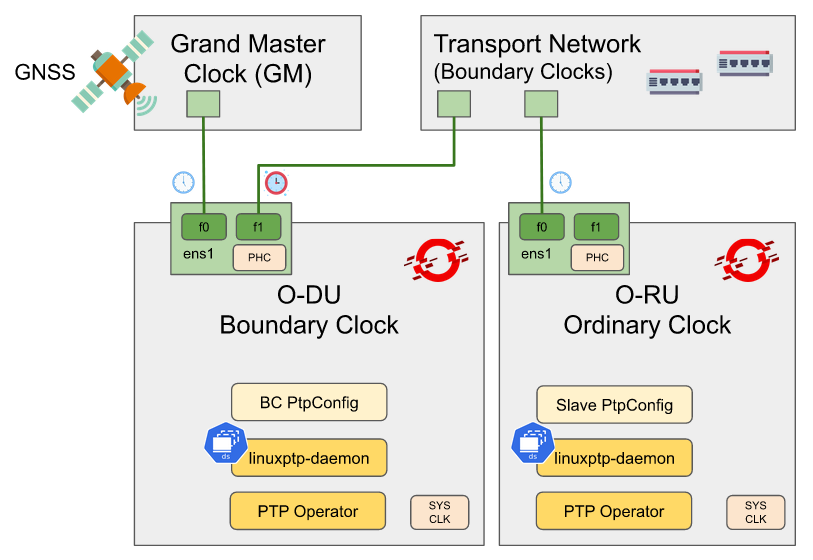 GNSS
Grand Master
Clock (GM)
Transport Network
(Boundary Clocks)
f0
f1
ens1
PHC
O-DU
Boundary Clock
BC PtpConfig
ds
linuxptp-daemon
PTP Operator
SYS
CLK
f0
f1
ens1
PHC
O-RU
Ordinary Clock
Slave PtpConfig
ds
linuxptp-daemon
PTP Operator
SYS
CLK